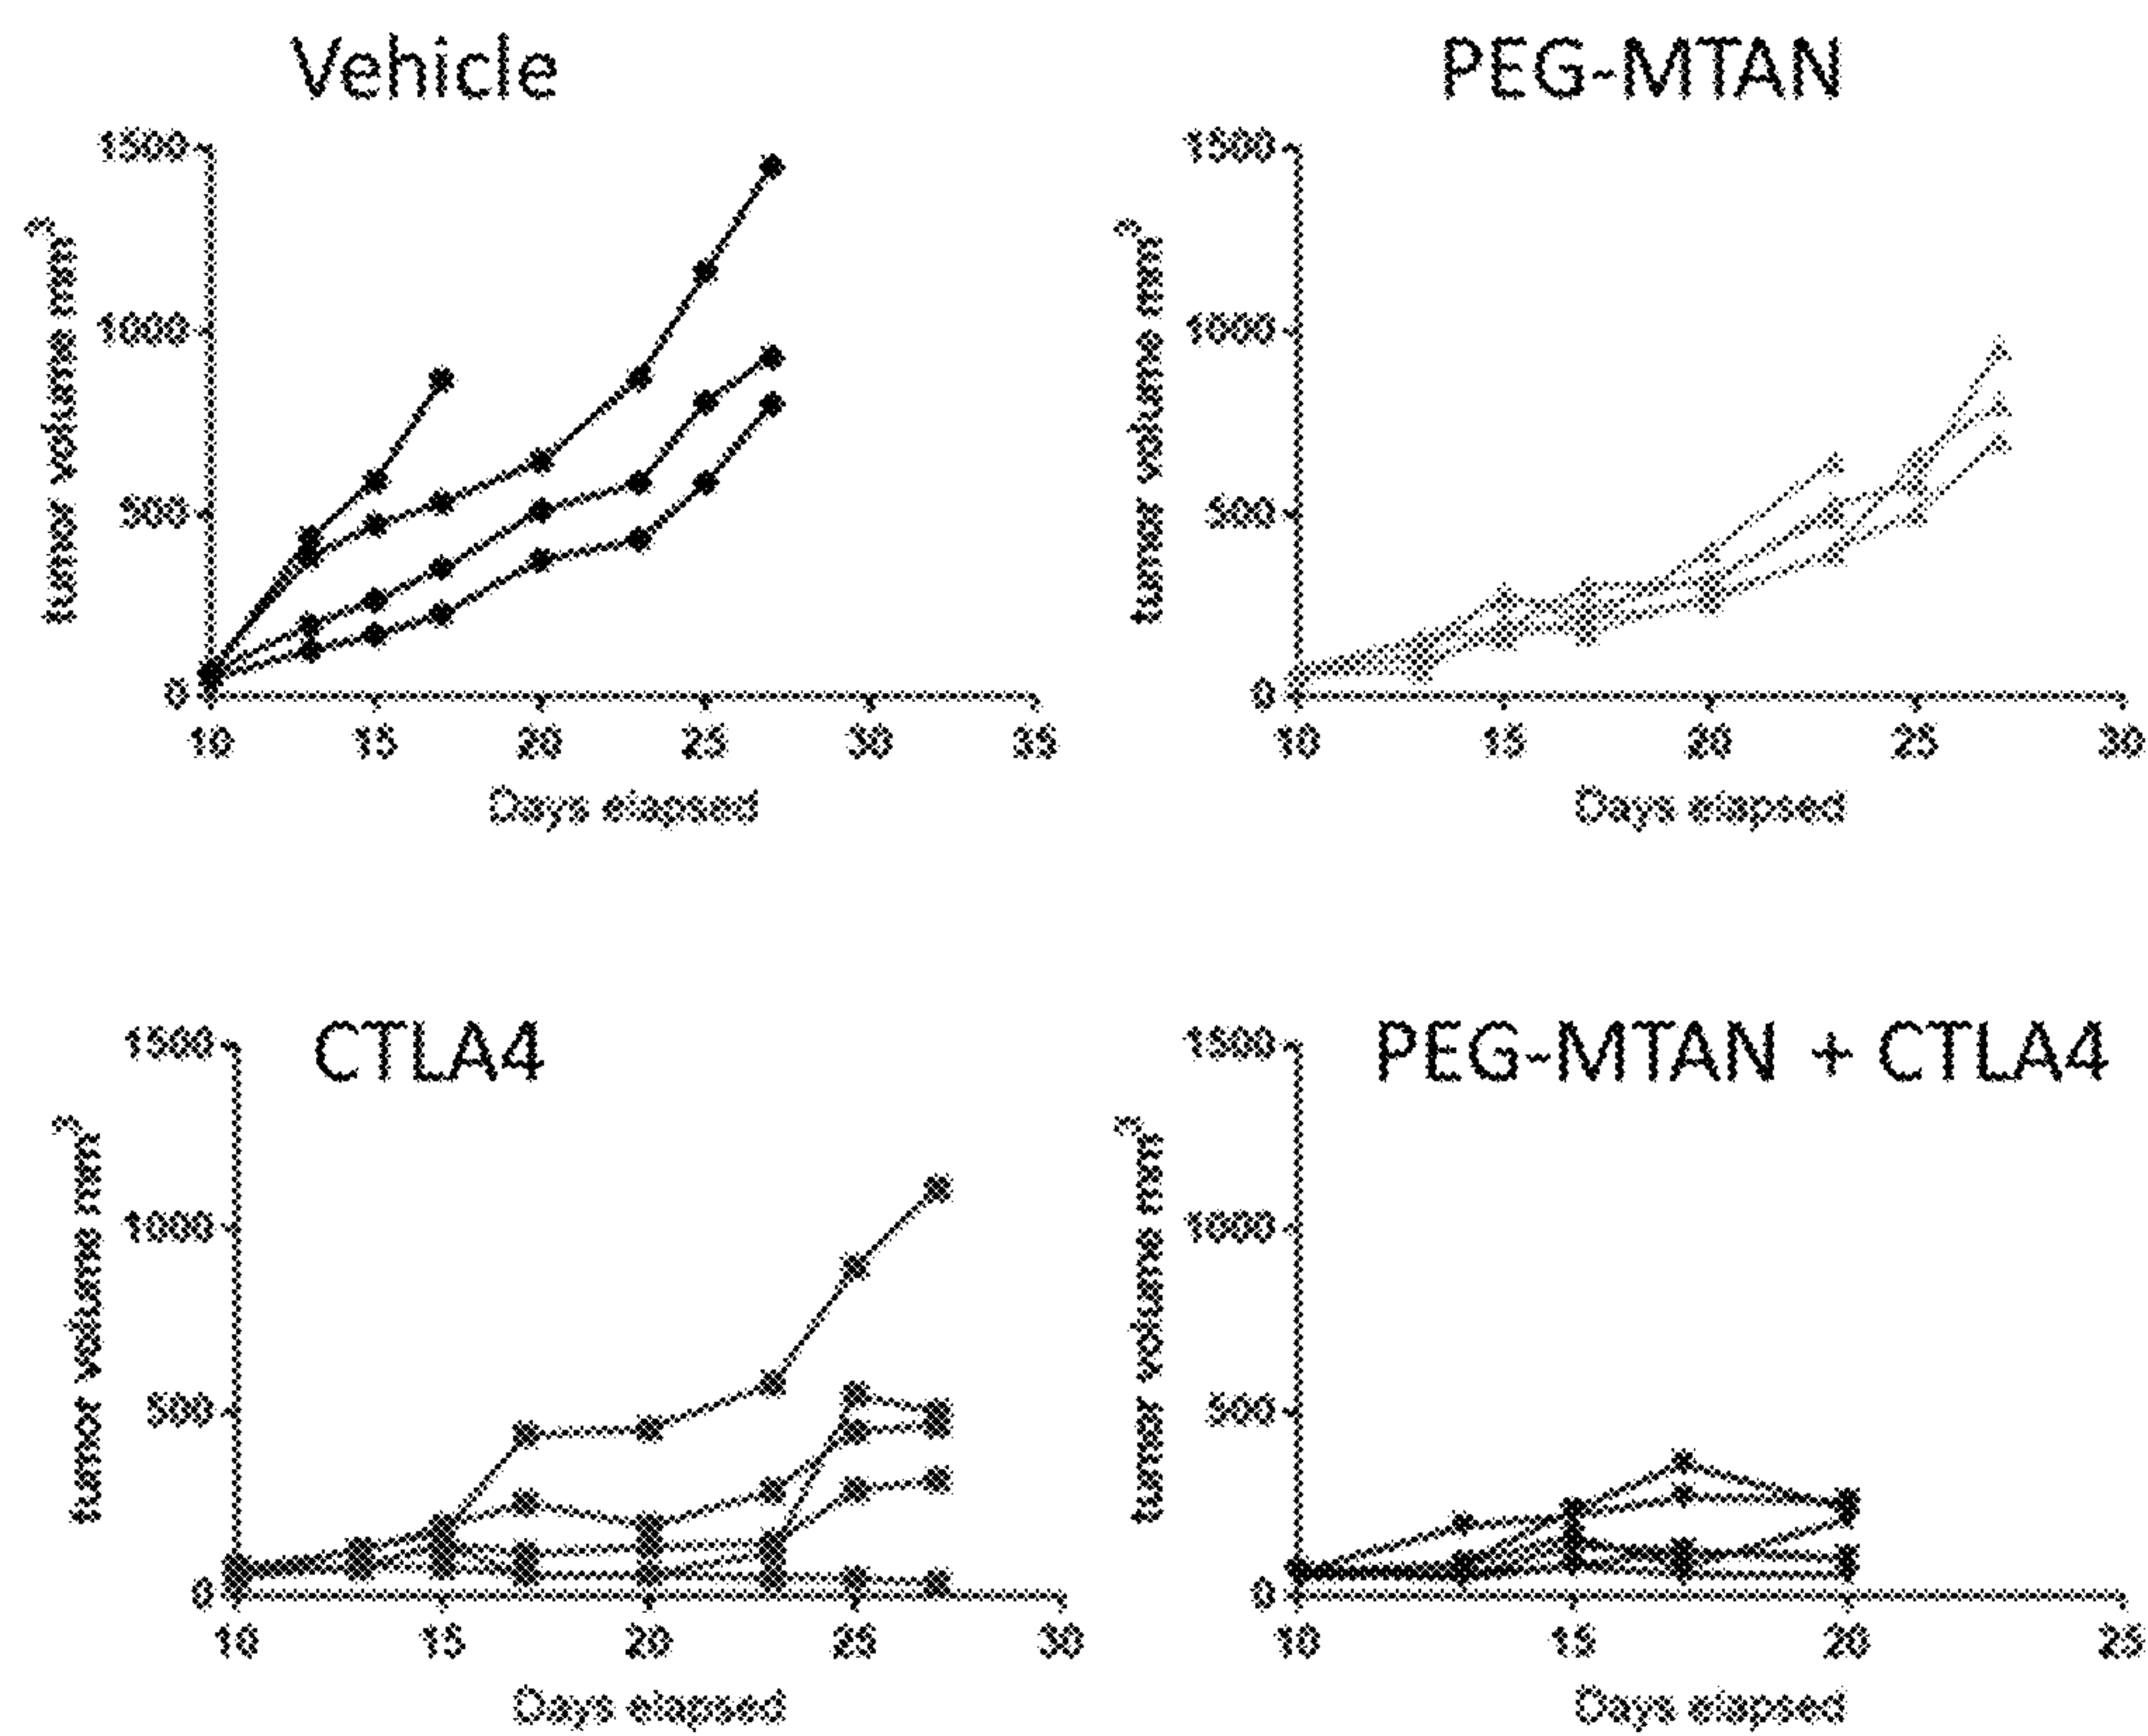 Vehicle
1500
1000
500
0
tumor volume mm3
10 15 20 25 30 35
Days elapsed
PEG-MTAN
1500
1000
500
0
tumor volume mm3
10 15 20 25 30
Days elapsed
CTLA4
1500
1000
500
0
tumor volume mm3
10 15 20 25 30
Days elapsed
PEG-MTAN + CTLA4
1500
1000
500
0
tumor volume mm3
10 15 20 25
Days elapsed